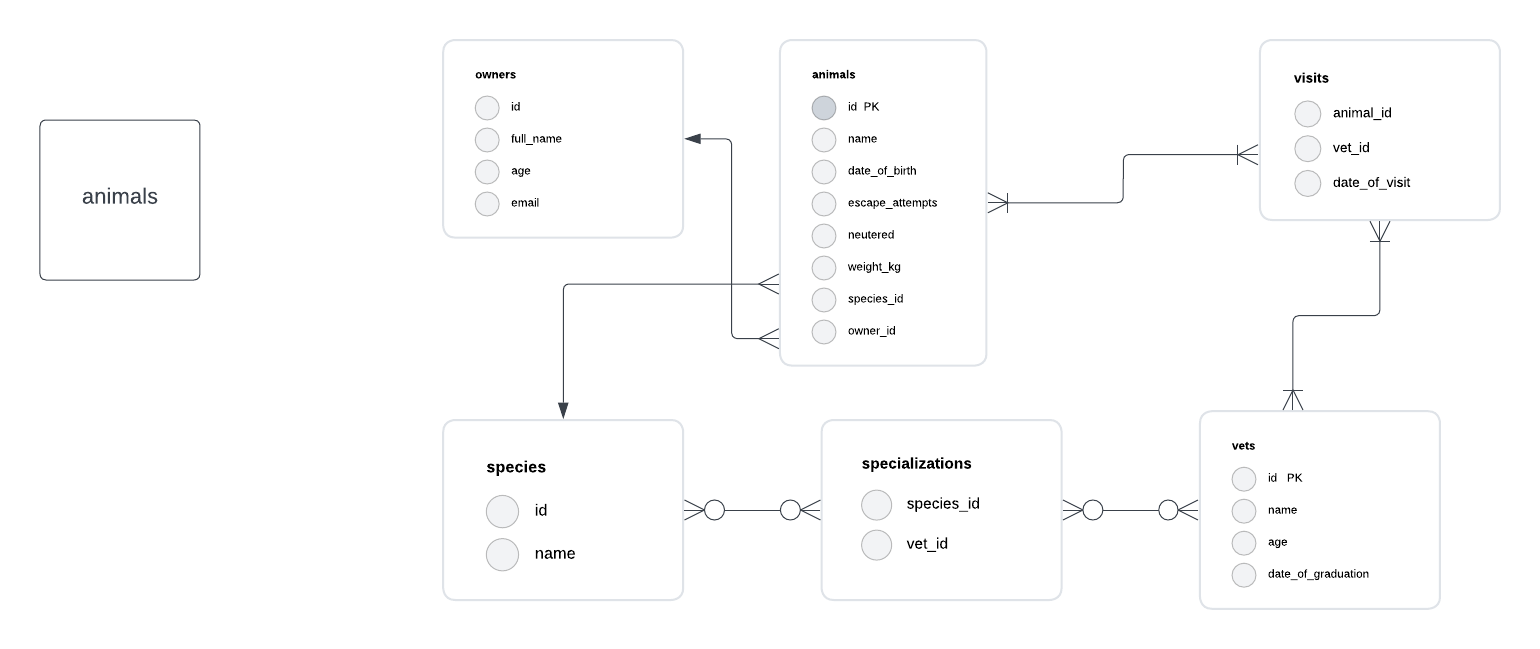 animals
owners
id
full_name
age
email
animals
id PK
name
date_of_birth
escape_attempts
neutered
weight_kg
species_id
owner_id
visits
animal_id
vet_id
date_of_visit
species
id
name
specializations
species_id
vet_id
vets
id PK
name
age
date_of_graduation